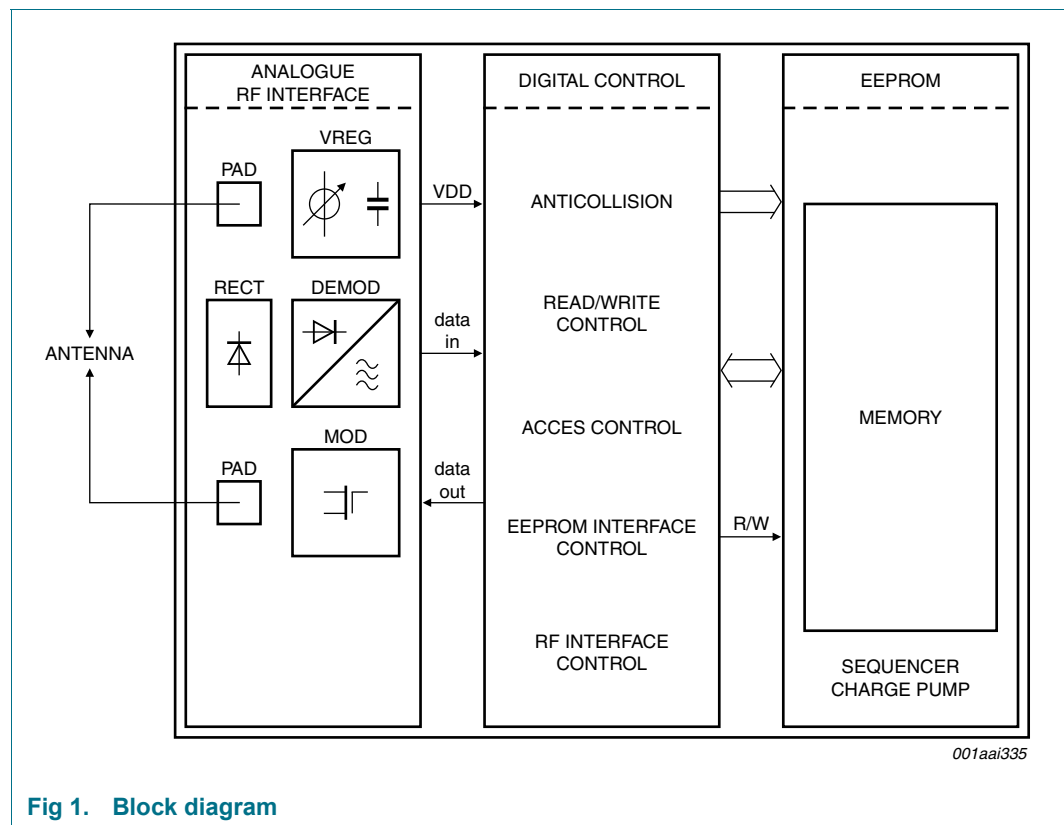 ANALOGUE
RF INTERFACE
DIGITAL CONTROL
EEPROM
VREG
PAD
VDD
ANTICOLLISION
RECT
DEMOD
data
in
READ/WRITE
CONTROL
ANTENNA
MEMORY
ACCES CONTROL
MOD
PAD
data
out
EEPROM INTERFACE
CONTROL
R/W
RF INTERFACE
CONTROL
SEQUENCER
CHARGE PUMP
001aai335
Fig 1. Block diagram